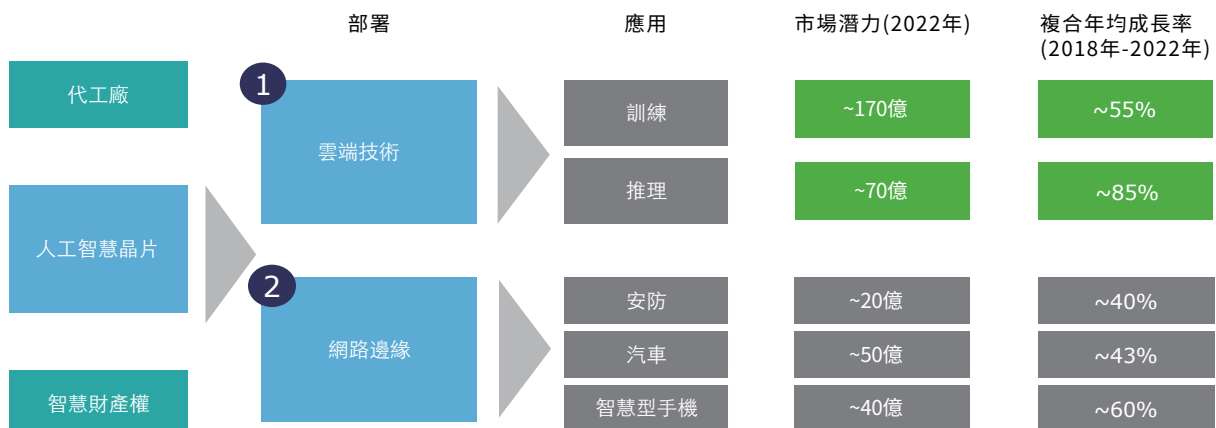 部署
應用
市場潛力(2022年)
複合年均成長率
(2018年-2022年)
代工廠
人工智慧晶片
智慧財產權
1
雲端技術
訓練
~170億
~55%
推理
~70億
~85%
2
網路邊緣
安防
~20億
~40%
汽車
~50億
~43%
智慧型手機
~40億
~60%